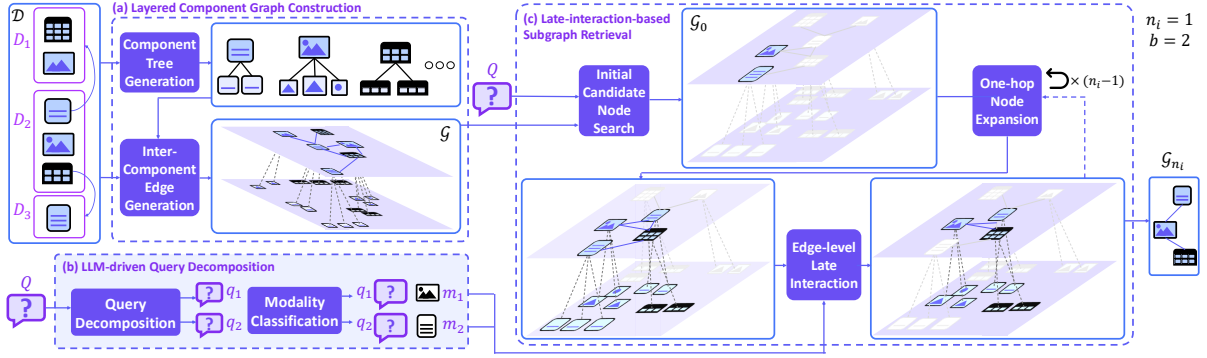 𝒟
D1
D2
D3
(a) Layered Component Graph Construction
Component
Tree
Generation
Inter-
Component
Edge
Generation
𝒢
(b) LLM-driven Query Decomposition
Q
?
Query
Decomposition
? q1
? q2
Modality
Classification
q1 ? m1
q2 ? m2
(c) Late-interaction-based
Subgraph Retrieval
Q
?
Initial
Candidate
Node
Search
𝒢0
One-hop
Node
Expansion
× (ni−1)
ni = 1
b = 2
Edge-level
Late
Interaction
𝒢ni